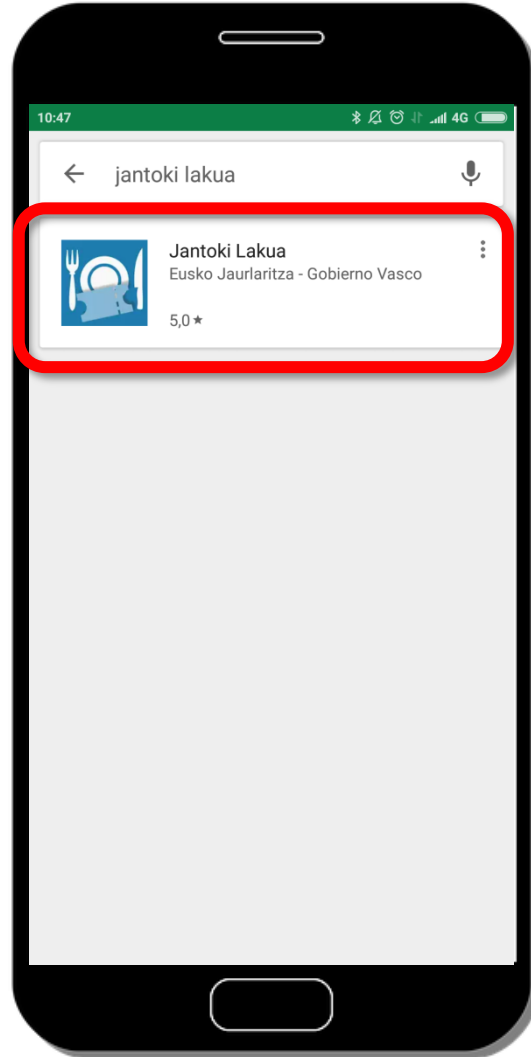 10:47
4G
jantoki lakua
Jantoki Lakua
Eusko Jaurlaritza - Gobierno Vasco
5,0 ★